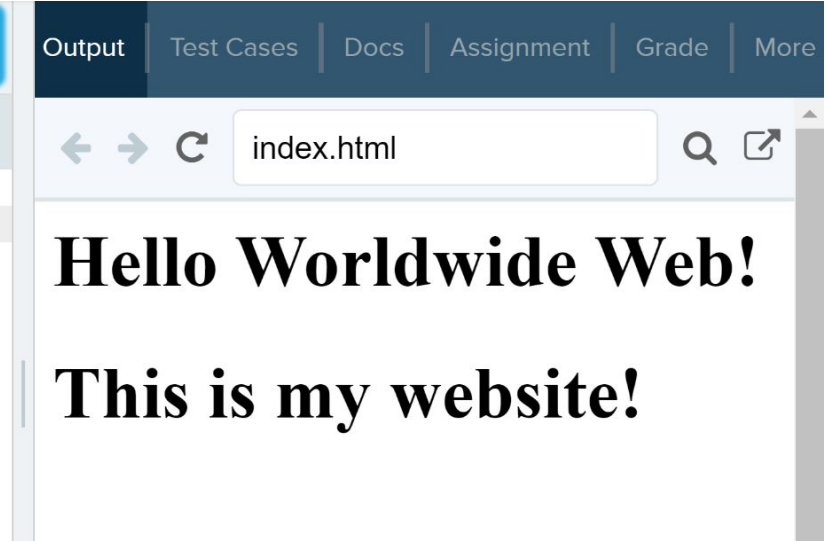 Output Test Cases Docs Assignment Grade More
index.html
Hello Worldwide Web!
This is my website!